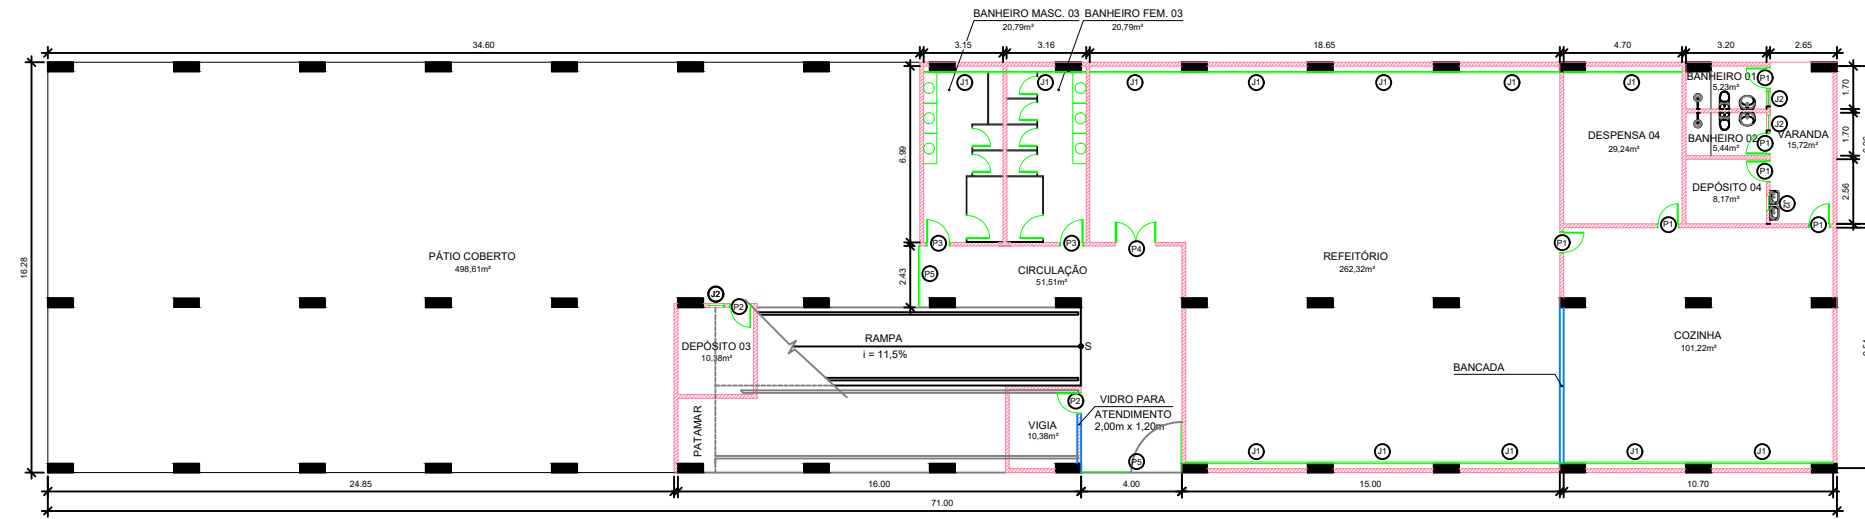 BANHEIRO MASC. 03
20,79m²
BANHEIRO FEM. 03
20,79m²
34.60
3.15
3.16
18.65
4.70
3.20
2.65
J1
J1
J1
J1
J1
J1
J1
BANHEIRO 01
5,23m²
P1
J2
1.70
J2
DESPENSA 04
29,24m²
BANHEIRO 02
5,44m²
P1
VARANDA
15,72m²
1.70
6.99
P1
DEPÓSITO 04
8,17m²
J2
2.56
P3
P3
P4
P1
P1
P1
16.28
PÁTIO COBERTO
498,61m²
2.43
P5
CIRCULAÇÃO
51,51m²
REFEITÓRIO
262,32m²
J2
P2
DEPÓSITO 03
10,38m²
RAMPA
i = 11,5%
S
COZINHA
101,22m²
BANCADA
PATAMAR
P2
VIGIA
10,38m²
VIDRO PARA
ATENDIMENTO
2,00m x 1,20m
P5
J1
J1
J1
J1
J1
24.85
16.00
4.00
15.00
10.70
71.00